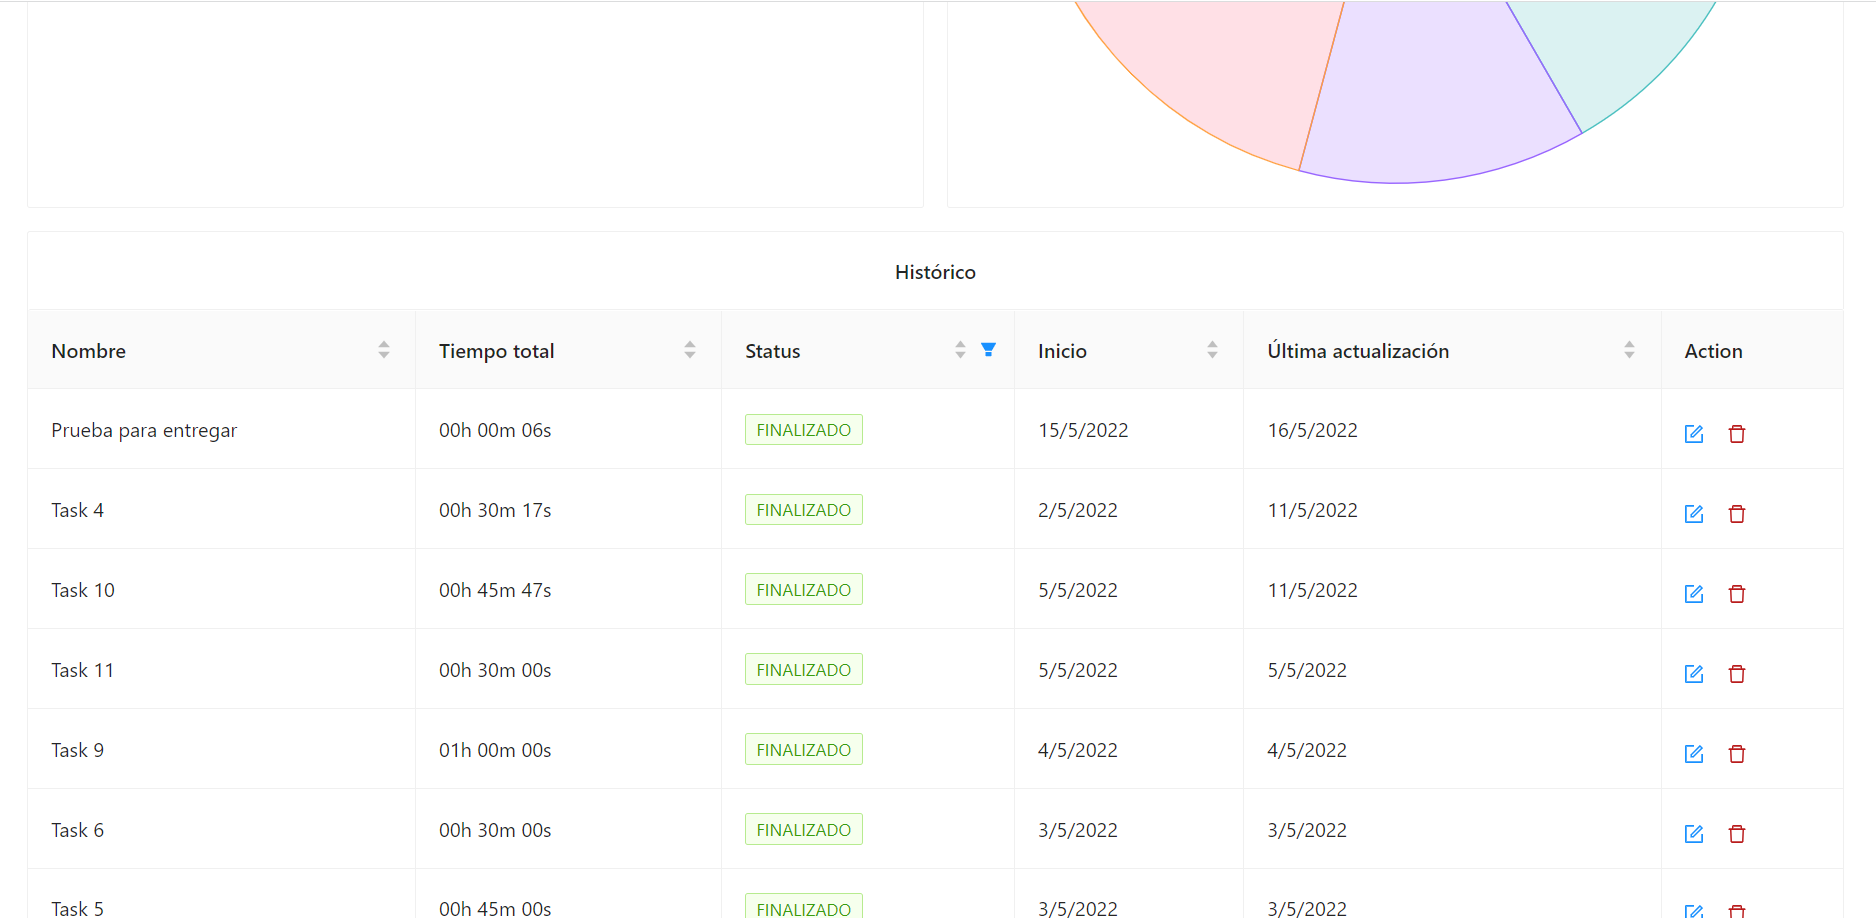 Histórico
Nombre Tiempo total Status Inicio Última actualización Action
Prueba para entregar 00h 00m 06s FINALIZADO 15/5/2022 16/5/2022
Task 4 00h 30m 17s FINALIZADO 2/5/2022 11/5/2022
Task 10 00h 45m 47s FINALIZADO 5/5/2022 11/5/2022
Task 11 00h 30m 00s FINALIZADO 5/5/2022 5/5/2022
Task 9 01h 00m 00s FINALIZADO 4/5/2022 4/5/2022
Task 6 00h 30m 00s FINALIZADO 3/5/2022 3/5/2022
Task 5 00h 45m 00s FINALIZADO 3/5/2022 3/5/2022